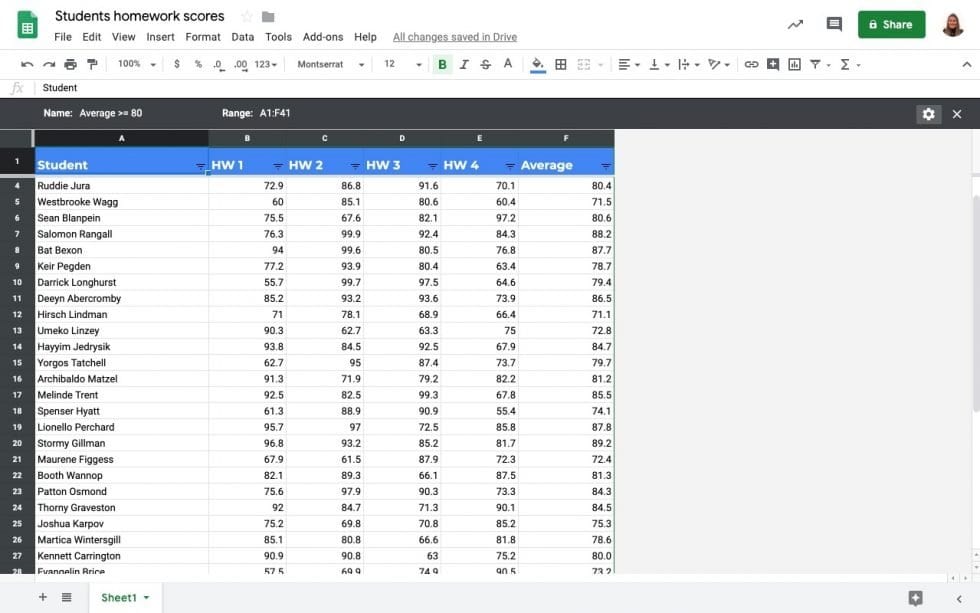 Students homework scores
File Edit View Insert Format Data Tools Add-ons Help All changes saved in Drive
Share
100% $ % .0 .00 123 Montserrat 12 B I S A
fx Student
Name: Average >= 80 Range: A1:F41
A B C D E F
1 Student HW 1 HW 2 HW 3 HW 4 Average
4 Ruddie Jura 72.9 86.8 91.6 70.1 80.4
5 Westbrooke Wagg 60 85.1 80.6 60.4 71.5
6 Sean Blanpein 75.5 67.6 82.1 97.2 80.6
7 Salomon Rangall 76.3 99.9 92.4 84.3 88.2
8 Bat Bexon 94 99.6 80.5 76.8 87.7
9 Keir Pegden 77.2 93.9 80.4 63.4 78.7
10 Darrick Longhurst 55.7 99.7 97.5 64.6 79.4
11 Deeyn Abercromby 85.2 93.2 93.6 73.9 86.5
12 Hirsch Lindman 71 78.1 68.9 66.4 71.1
13 Umeko Linzey 90.3 62.7 63.3 75 72.8
14 Hayyim Jedrysik 93.8 84.5 92.5 67.9 84.7
15 Yorgos Tatchell 62.7 95 87.4 73.7 79.7
16 Archibaldo Matzel 91.3 71.9 79.2 82.2 81.2
17 Melinde Trent 92.5 82.5 99.3 67.8 85.5
18 Spenser Hyatt 61.3 88.9 90.9 55.4 74.1
19 Lionello Perchard 95.7 97 72.5 85.8 87.8
20 Stormy Gillman 96.8 93.2 85.2 81.7 89.2
21 Maurene Figgess 67.9 61.5 87.9 72.3 72.4
22 Booth Wannop 82.1 89.3 66.1 87.5 81.3
23 Patton Osmond 75.6 97.9 90.3 73.3 84.3
24 Thorny Graveston 92 84.7 71.3 90.1 84.5
25 Joshua Karpov 75.2 69.8 70.8 85.2 75.3
26 Martica Wintersgill 85.1 80.8 66.6 81.8 78.6
27 Kennett Carrington 90.9 90.8 63 75.2 80.0
28 Evangelin Brice 57.5 69.9 74.9 90.5 73.2
Sheet1